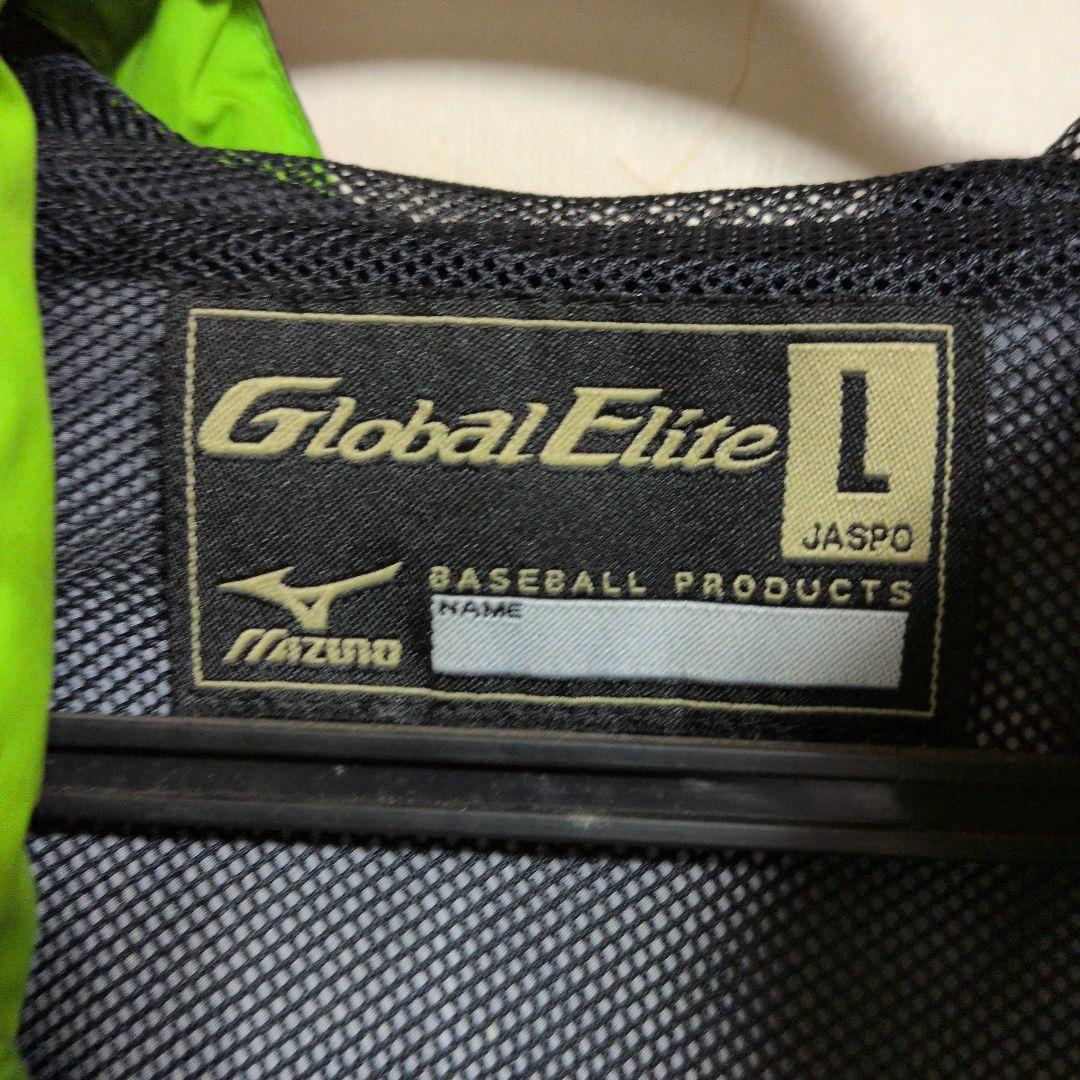 Global Elite
L
JASPO
MIZUNO
BASEBALL PRODUCTS
NAME